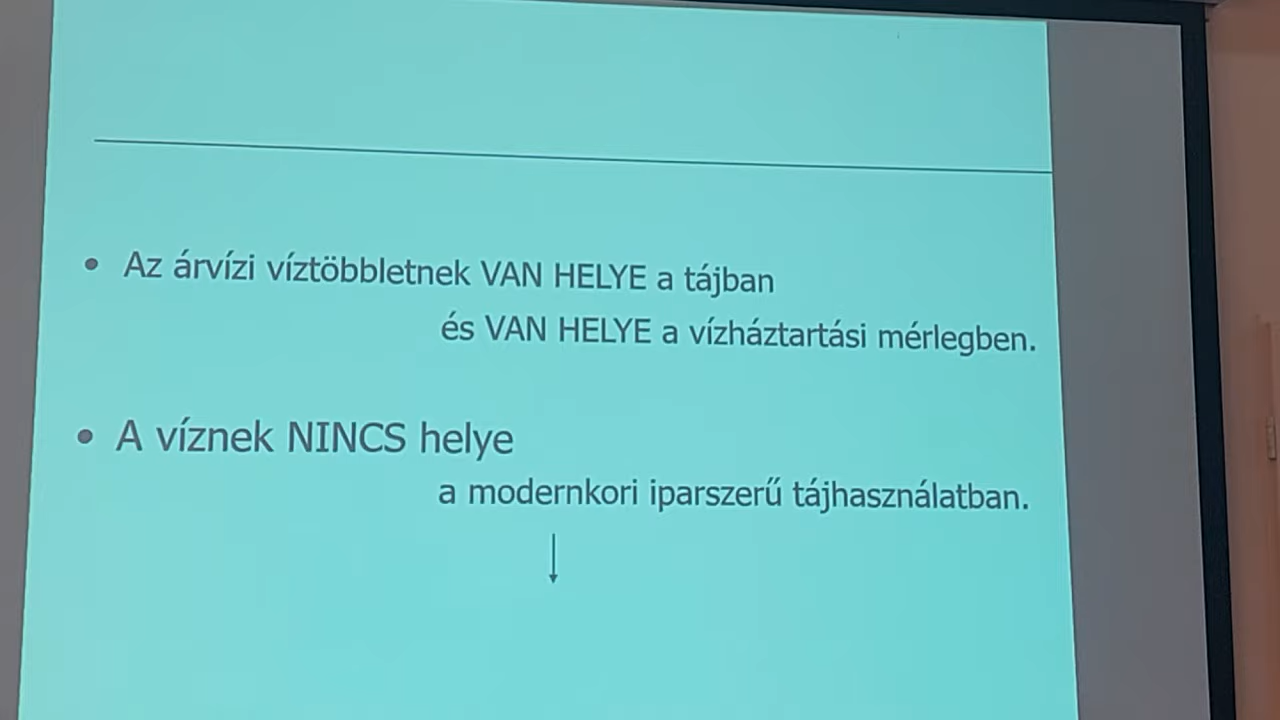 • Az árvízi víztöbbletnek VAN HELYE a tájban
és VAN HELYE a vízháztartási mérlegben.
• A víznek NINCS helye
a modernkori iparszerű tájhasználatban.